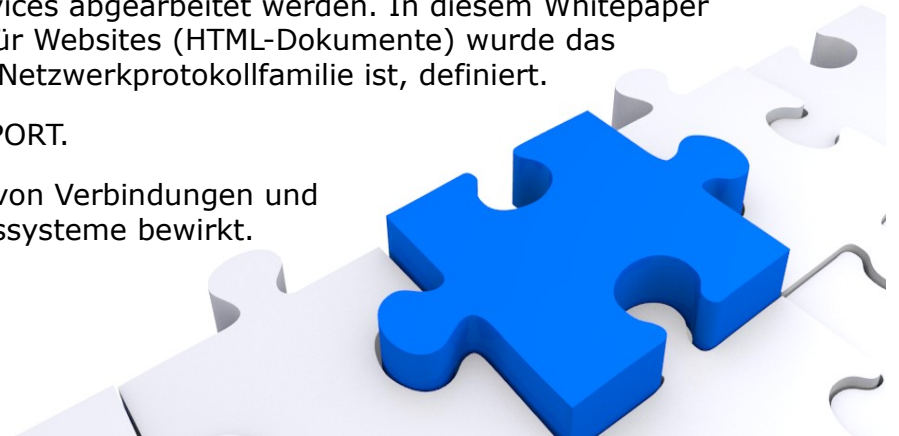 vices abgearbeitet werden. In diesem Whitepaper
ür Websites (HTML-Dokumente) wurde das
Netzwerkprotokollfamilie ist, definiert.
PORT.
von Verbindungen und
ssysteme bewirkt.